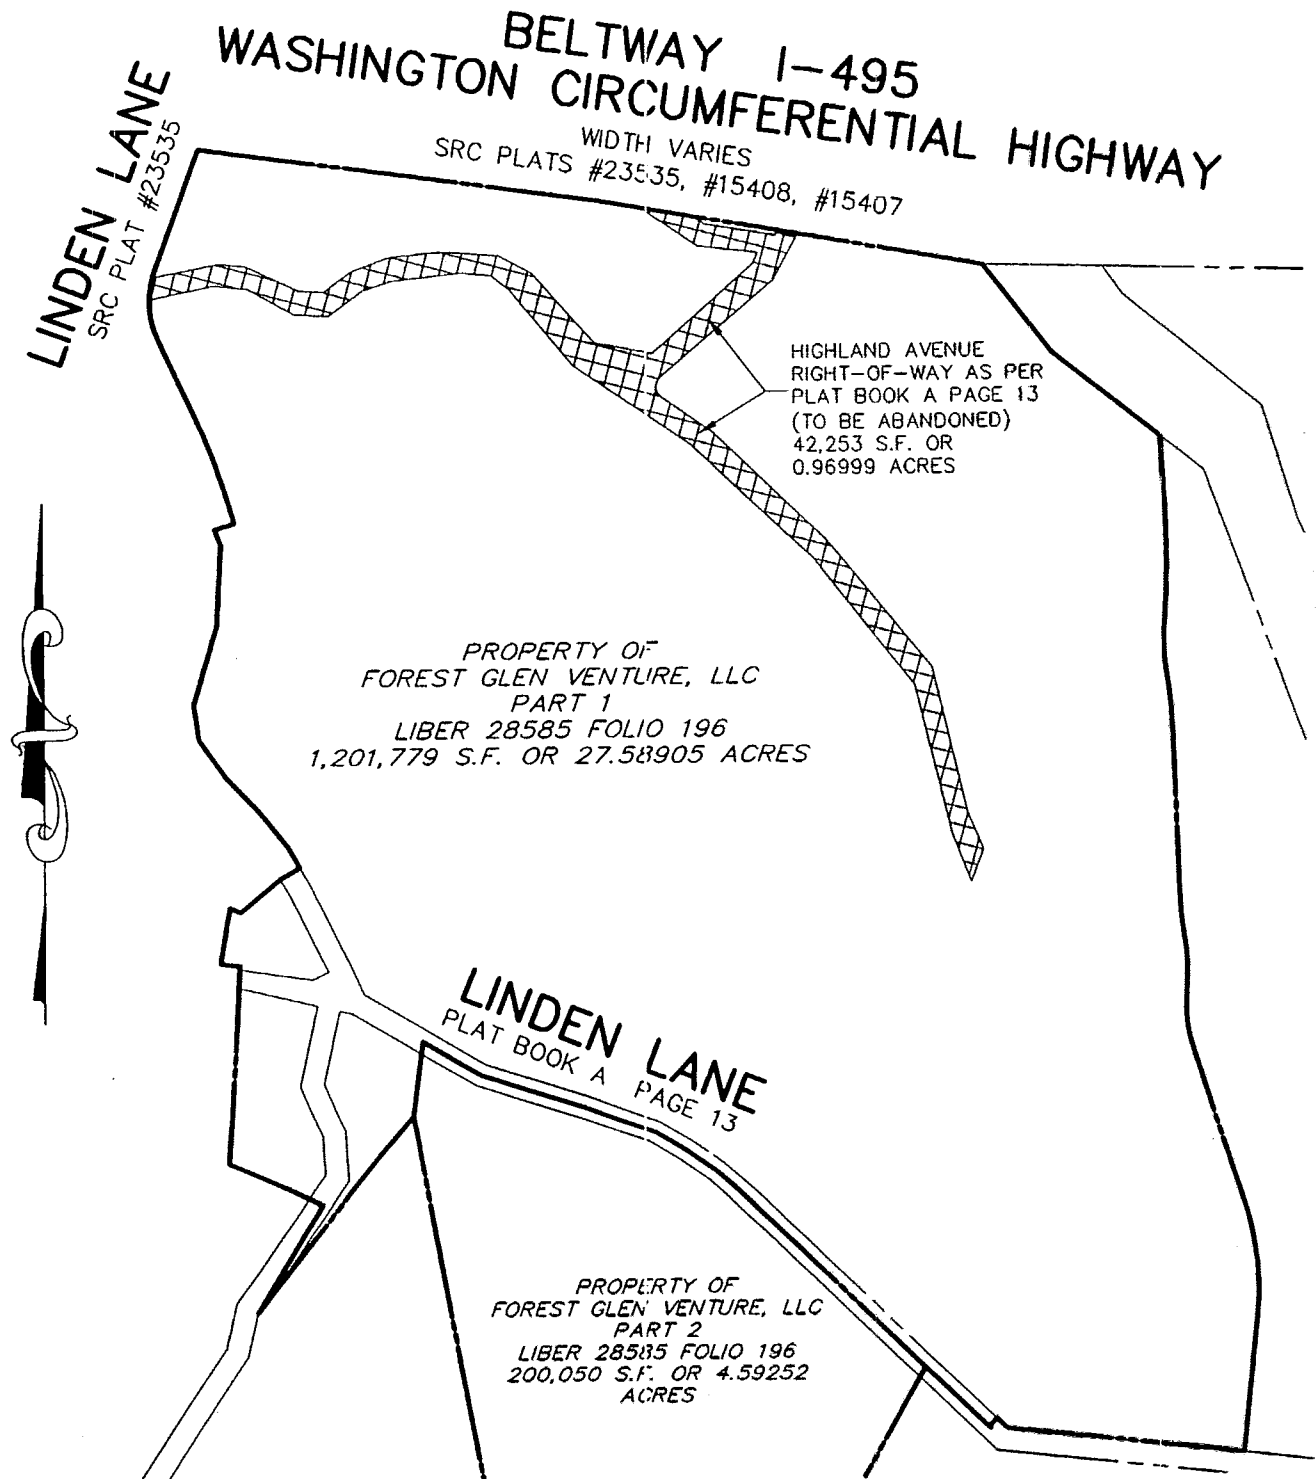 BELTWAY I-495
WASHINGTON CIRCUMFERENTIAL HIGHWAY
WIDTH VARIES
SRC PLATS #23535, #15408, #15407
LINDEN LANE
SRC PLAT #23535
HIGHLAND AVENUE
RIGHT-OF-WAY AS PER
PLAT BOOK A PAGE 13
(TO BE ABANDONED)
42,253 S.F. OR
0.96999 ACRES
PROPERTY OF
FOREST GLEN VENTURE, LLC
PART 1
LIBER 28585 FOLIO 196
1,201,779 S.F. OR 27.58905 ACRES
LINDEN LANE
PLAT BOOK A PAGE 13
PROPERTY OF
FOREST GLEN VENTURE, LLC
PART 2
LIBER 28585 FOLIO 196
200,050 S.F. OR 4.59252
ACRES